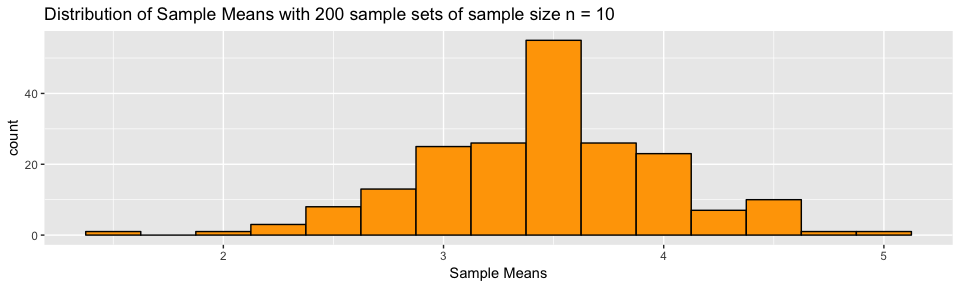 Distribution of Sample Means with 200 sample sets of sample size n = 10
count
40
20
0
2 3 4 5
Sample Means